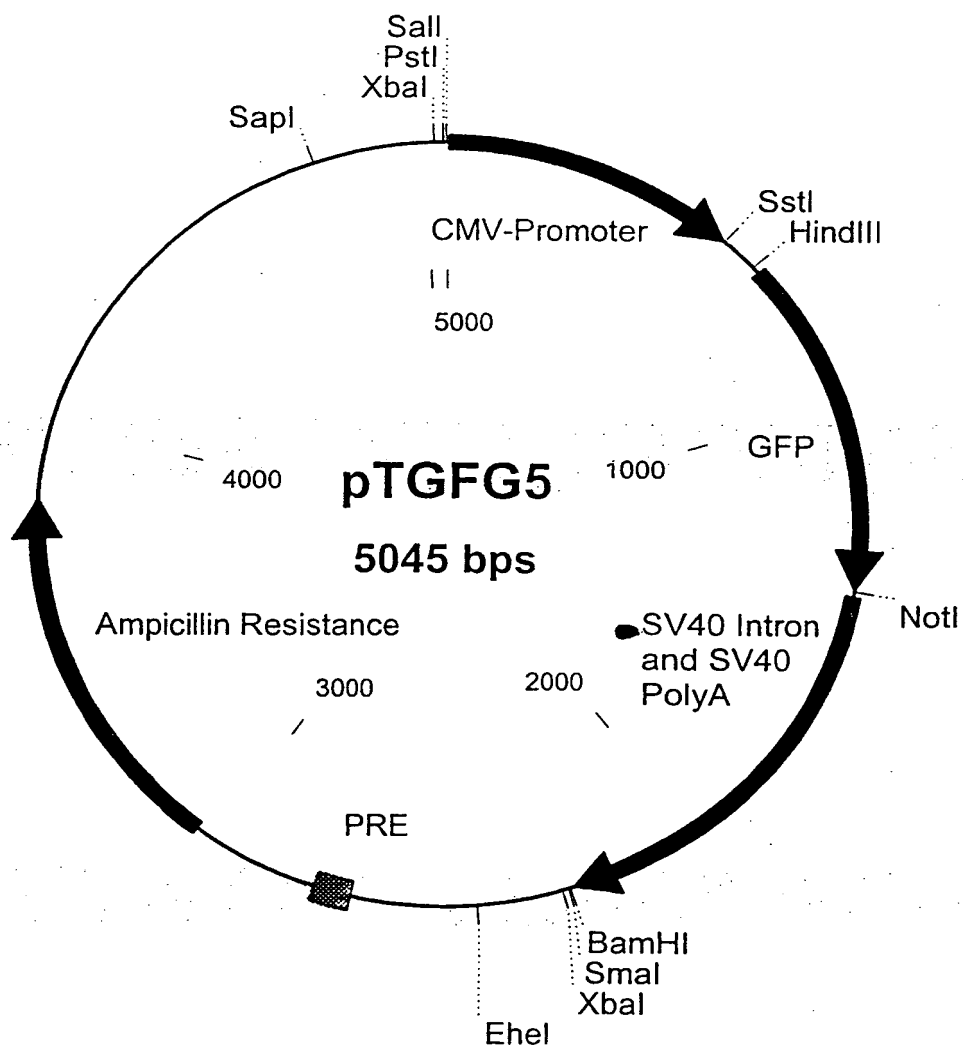 SalI
PstI
XbaI
SapI
SstI
HindIII
CMV-Promoter
5000
GFP
1000
4000
pTGFG5
5045 bps
NotI
Ampicillin Resistance
SV40 Intron
and SV40
PolyA
3000
2000
PRE
BamHI
SmaI
XbaI
EheI